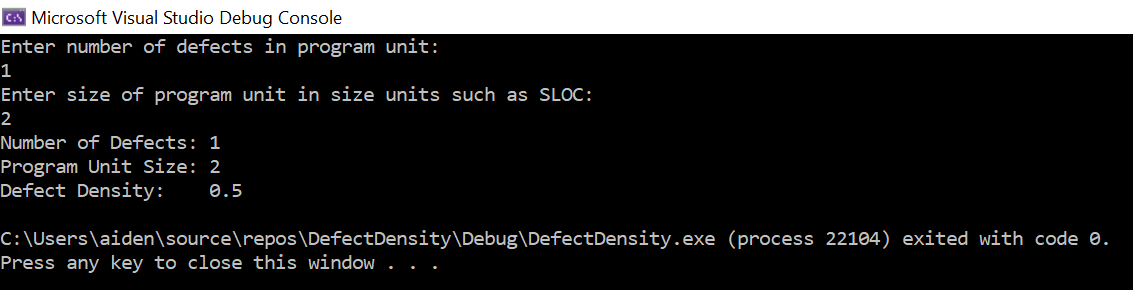 C:\ Microsoft Visual Studio Debug Console
Enter number of defects in program unit:
1
Enter size of program unit in size units such as SLOC:
2
Number of Defects: 1
Program Unit Size: 2
Defect Density:    0.5
C:\Users\aiden\source\repos\DefectDensity\Debug\DefectDensity.exe (process 22104) exited with code 0.
Press any key to close this window . . .